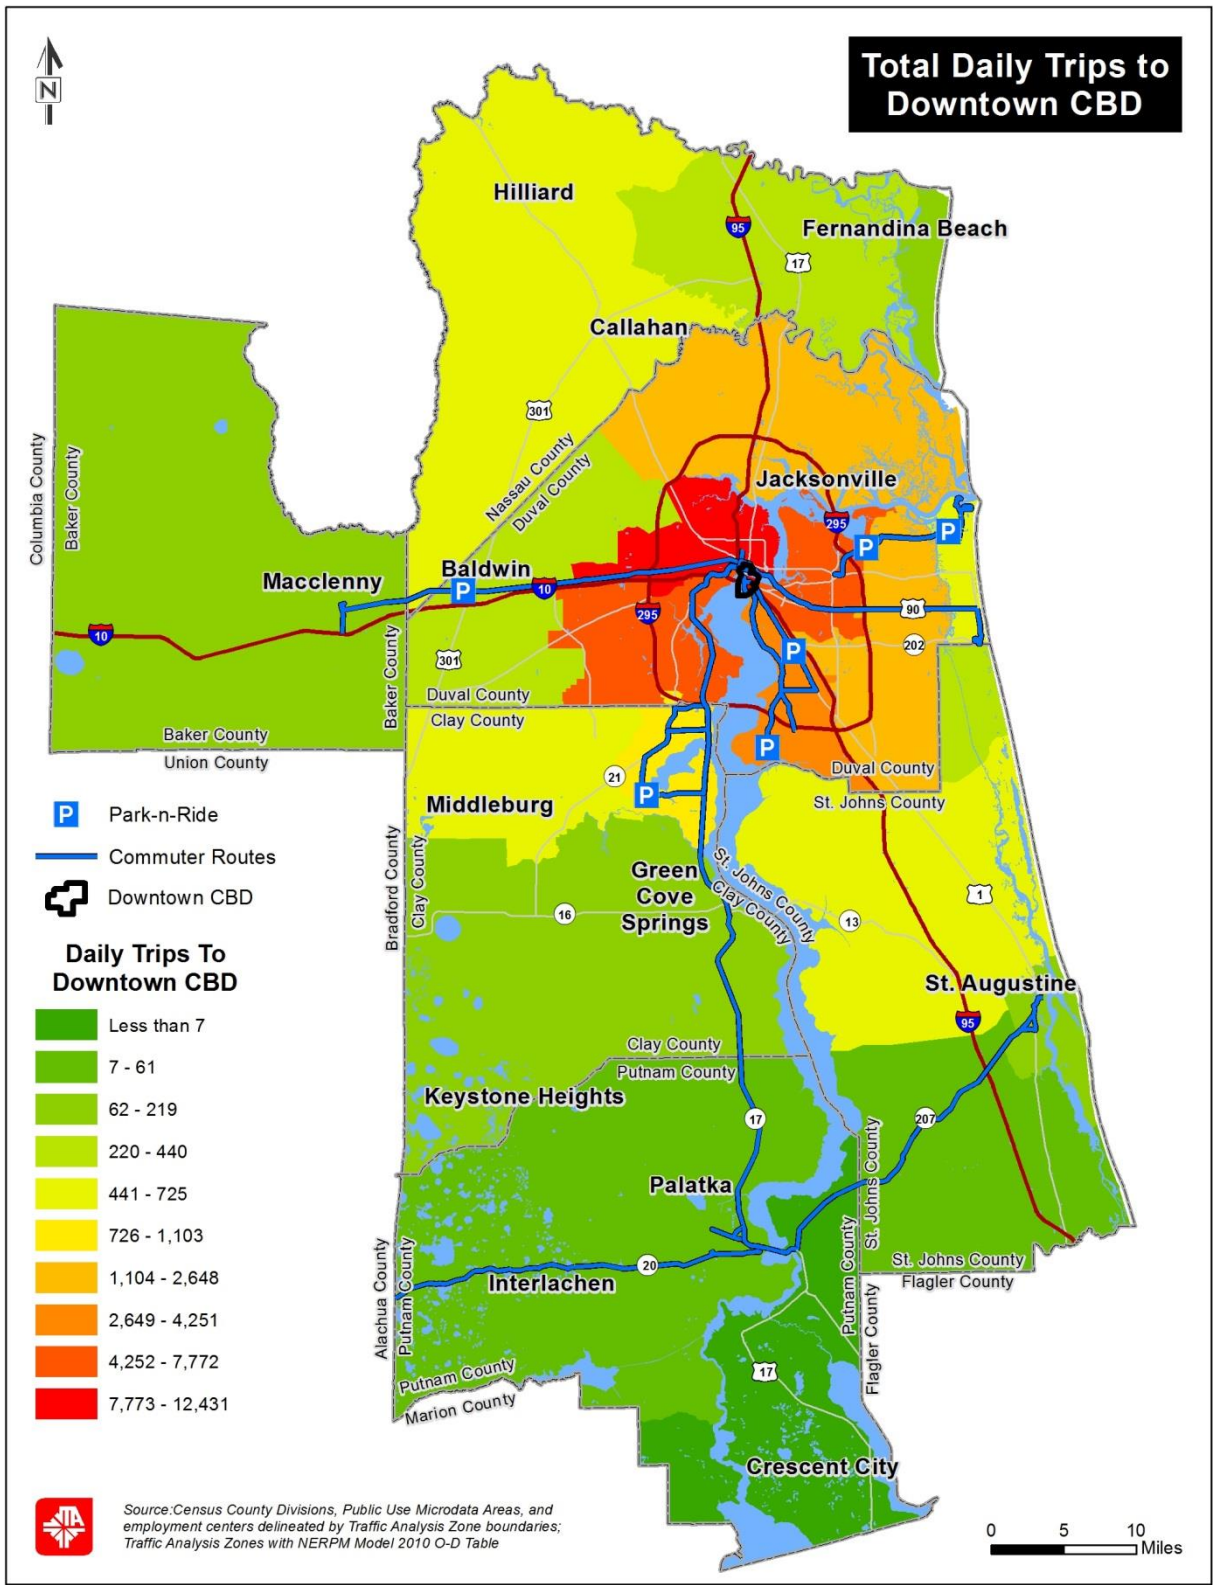 N
Total Daily Trips to
Downtown CBD
Hilliard
95
Fernandina Beach
17
Callahan
301
Columbia County
Baker County
Nassau County
Duval County
Jacksonville
295
P
P
Macclenny
Baldwin
P
10
10
295
90
202
P
301
Baker County
Duval County
Clay County
Baker County
Union County
P
21
P
Duval County
St. Johns County
Middleburg
Park-n-Ride
Commuter Routes
Downtown CBD
Bradford County
Clay County
Green
Cove
Springs
St. Johns County
Clay County
16
13
1
St. Augustine
95
Daily Trips To
Downtown CBD
Less than 7
7 - 61
62 - 219
220 - 440
441 - 725
726 - 1,103
1,104 - 2,648
2,649 - 4,251
4,252 - 7,772
7,773 - 12,431
Clay County
Putnam County
Keystone Heights
17
207
Palatka
St. Johns County
Putnam County
Flagler County
St. Johns County
Flagler County
Alachua County
Putnam County
20
Interlachen
Putnam County
Marion County
17
Crescent City
JTA
Source:Census County Divisions, Public Use Microdata Areas, and
employment centers delineated by Traffic Analysis Zone boundaries;
Traffic Analysis Zones with NERPM Model 2010 O-D Table
0 5 10
Miles